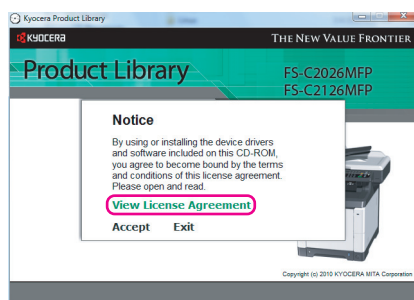 Kyocera Product Library
KYOCERA
THE NEW VALUE FRONTIER
Product Library
FS-C2026MFP
FS-C2126MFP
Notice
By using or installing the device drivers
and software included on this CD-ROM,
you agree to become bound by the terms
and conditions of this license agreement.
Please open and read.
View License Agreement
Accept Exit
Copyright (c) 2010 KYOCERA MITA Corporation